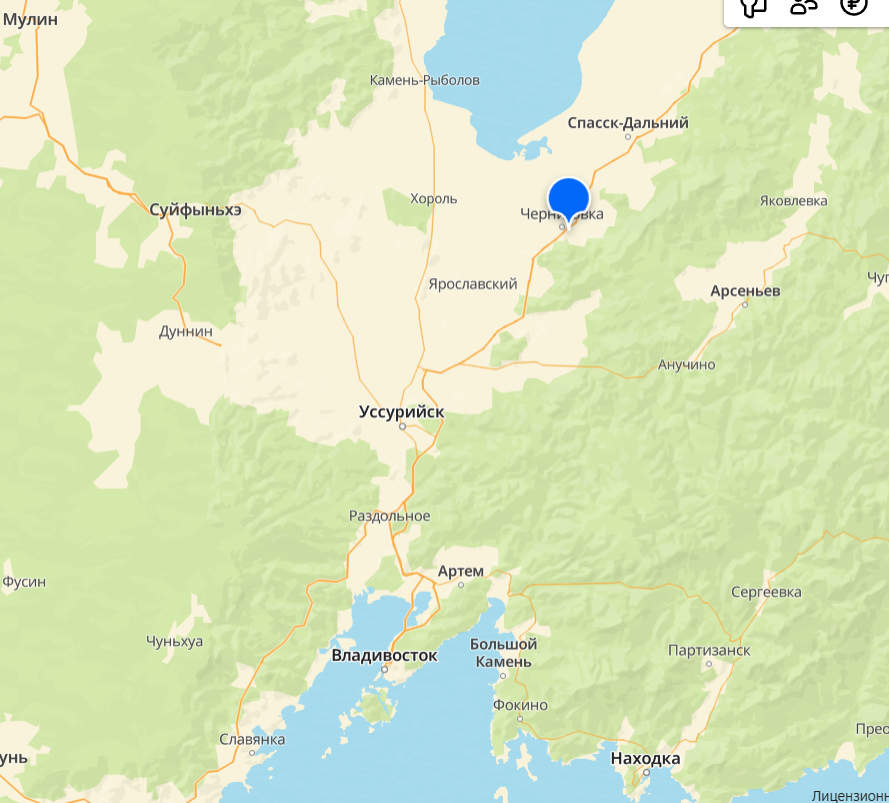 Мулин
₽
Камень-Рыболов
Спасск-Дальний
Хороль
Яковлевка
Суйфыньхэ
Черниговка
Ярославский
Арсеньев
Дуннин
Анучино
Уссурийск
Раздольное
Артем
Фусин
Сергеевка
Чуньхуа
Большой
Камень
Партизанск
Владивосток
Фокино
Славянка
Находка